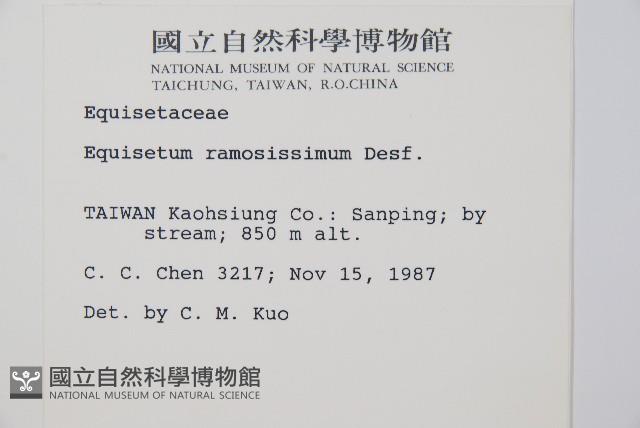 國立自然科學博物館
NATIONAL MUSEUM OF NATURAL SCIENCE
TAICHUNG, TAIWAN, R.O.CHINA
Equisetaceae
Equisetum ramosissimum Desf.
TAIWAN Kaohsiung Co.: Sanping; by
stream; 850 m alt.
C. C. Chen 3217; Nov 15, 1987
Det. by C. M. Kuo
國立自然科學博物館
NATIONAL MUSEUM OF NATURAL SCIENCE